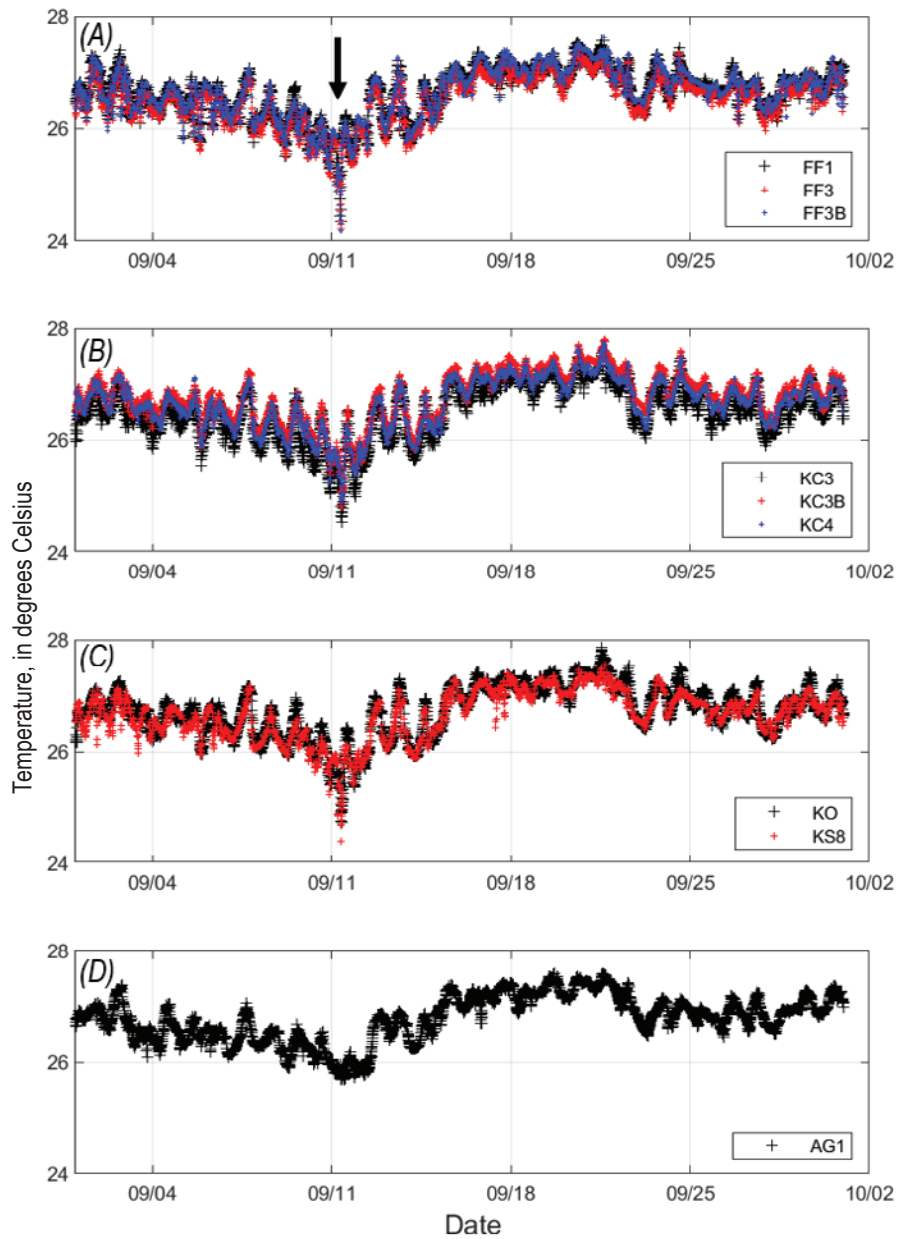 Temperature, in degrees Celsius
(A)
28
26
24
FF1
FF3
FF3B
09/04 09/11 09/18 09/25 10/02
(B)
28
26
24
KC3
KC3B
KC4
09/04 09/11 09/18 09/25 10/02
(C)
28
26
24
KO
KS8
09/04 09/11 09/18 09/25 10/02
(D)
28
26
24
AG1
09/04 09/11 09/18 09/25 10/02
Date